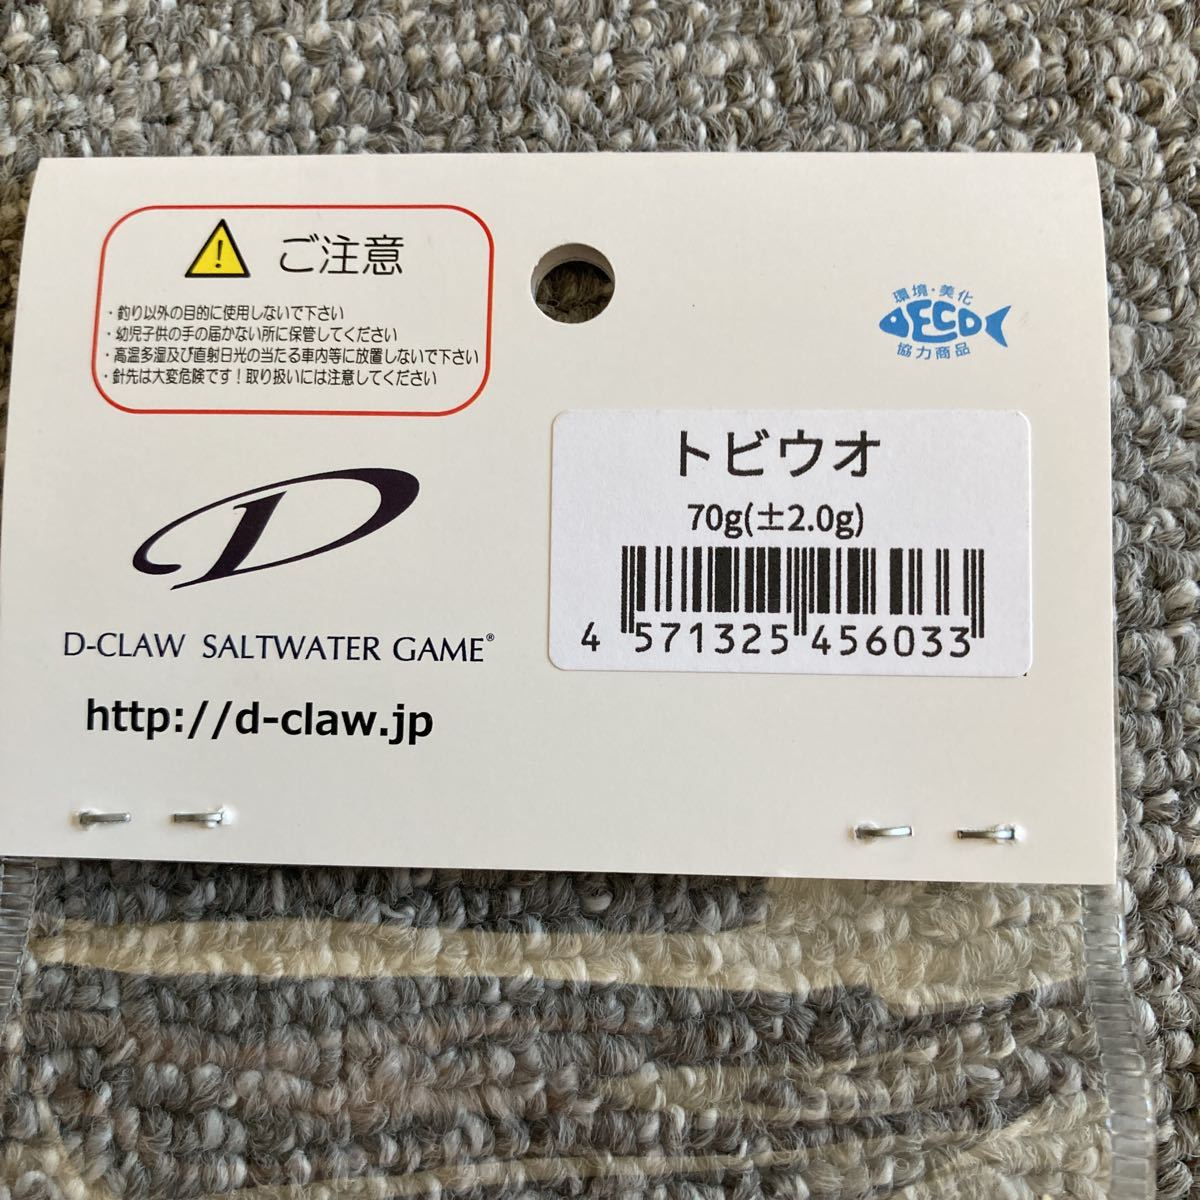 ご注意
・釣り以外の目的に使用しないで下さい
・幼児子供の手の届かない所に保管してください
・高温多湿及び直射日光の当たる車内等に放置しないで下さい
・針先は大変危険です!取り扱いには注意してください
環境・美化
ECO
協力商品
トビウオ
70g(±2.0g)
4 571325 456033
D
D-CLAW SALTWATER GAME®
http://d-claw.jp